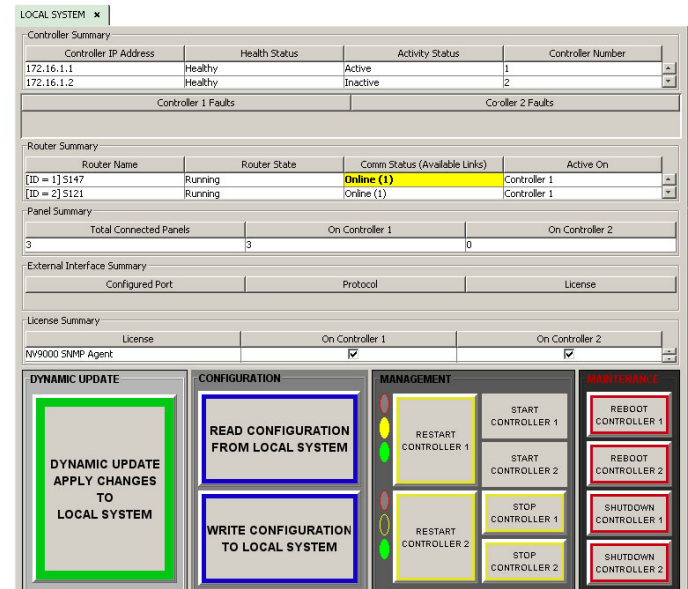 LOCAL SYSTEM ×
Controller Summary
Controller IP Address Health Status Activity Status Controller Number
172.16.1.1 Healthy Active 1
172.16.1.2 Healthy Inactive 2
Controller 1 Faults Co·oller 2 Faults
Router Summary
Router Name Router State Comm Status (Available Links) Active On
[ID = 1] S147 Running Online (1) Controller 1
[ID = 2] S121 Running Online (1) Controller 1
Panel Summary
Total Connected Panels On Controller 1 On Controller 2
3 3 0
External Interface Summary
Configured Port Protocol License
License Summary
License On Controller 1 On Controller 2
NV9000 SNMP Agent
DYNAMIC UPDATE CONFIGURATION MANAGEMENT MAINTENANCE
DYNAMIC UPDATE
APPLY CHANGES
TO
LOCAL SYSTEM
READ CONFIGURATION
FROM LOCAL SYSTEM
WRITE CONFIGURATION
TO LOCAL SYSTEM
RESTART
CONTROLLER 1
RESTART
CONTROLLER 2
START
CONTROLLER 1
START
CONTROLLER 2
STOP
CONTROLLER 1
STOP
CONTROLLER 2
REBOOT
CONTROLLER 1
REBOOT
CONTROLLER 2
SHUTDOWN
CONTROLLER 1
SHUTDOWN
CONTROLLER 2